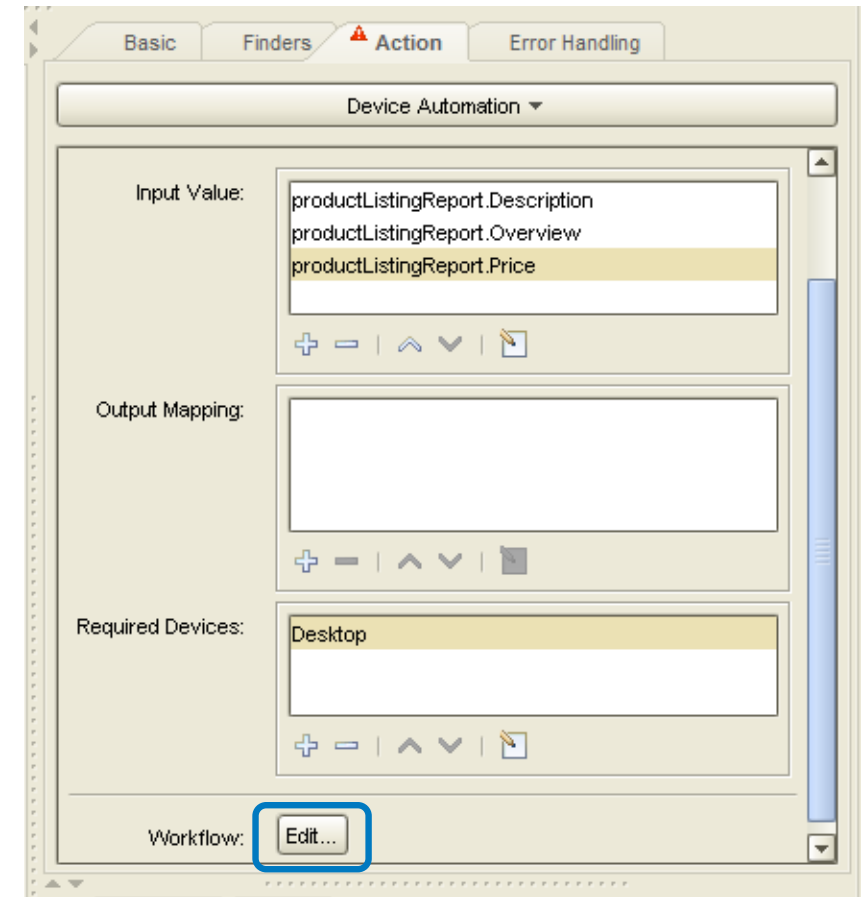 Basic Finders Action Error Handling
Device Automation
Input Value:
productListingReport.Description
productListingReport.Overview
productListingReport.Price
Output Mapping:
Required Devices:
Desktop
Workflow:
Edit...